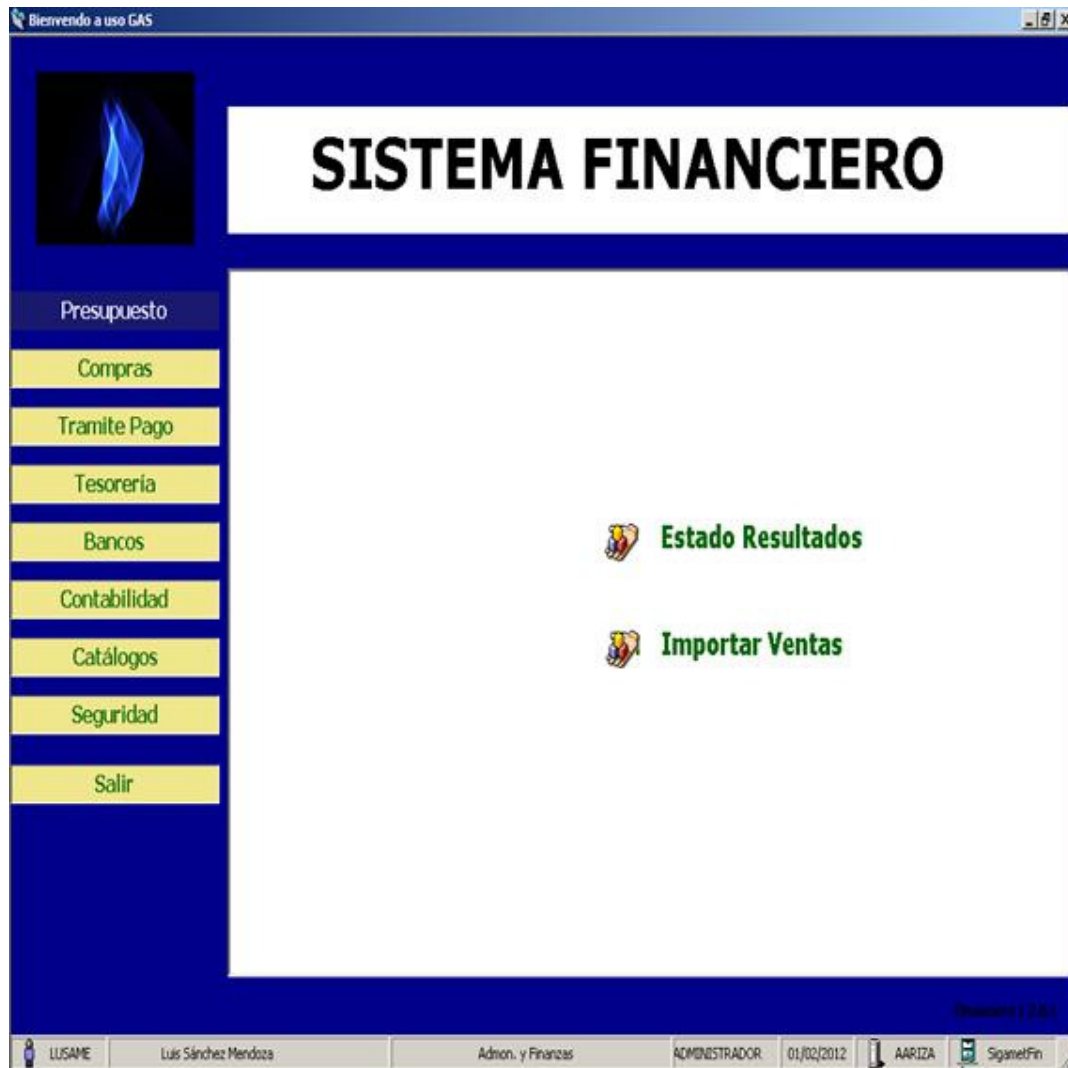 Bienvendo a uso GAS
SISTEMA FINANCIERO
Presupuesto
Compras
Tramite Pago
Tesorería
Bancos
Contabilidad
Catálogos
Seguridad
Salir
Estado Resultados
Importar Ventas
LUSAME Luis Sánchez Mendoza Admon. y Finanzas ADMINISTRADOR 01/02/2012 AARIZA SigametFin